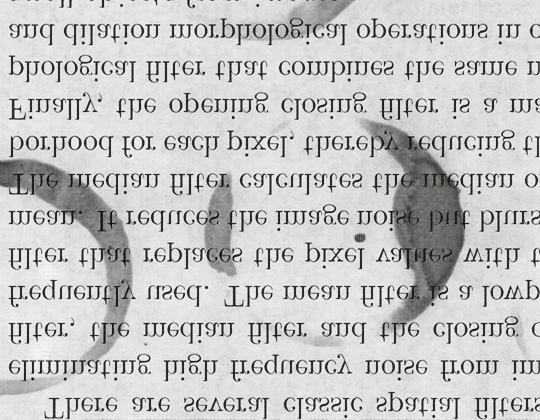 There are several classic spatial filters
eliminating high frequency noise from im
filter, the median filter and the closing o
frequently used. The mean filter is a lowp
filter that replaces the pixel values with t
mean. It reduces the image noise but blurs
The median filter calculates the median o
borhood for each pixel, thereby reducing th
Finally, the opening closing filter is a ma
phological filter that combines the same n
and dilation morphological operations in o